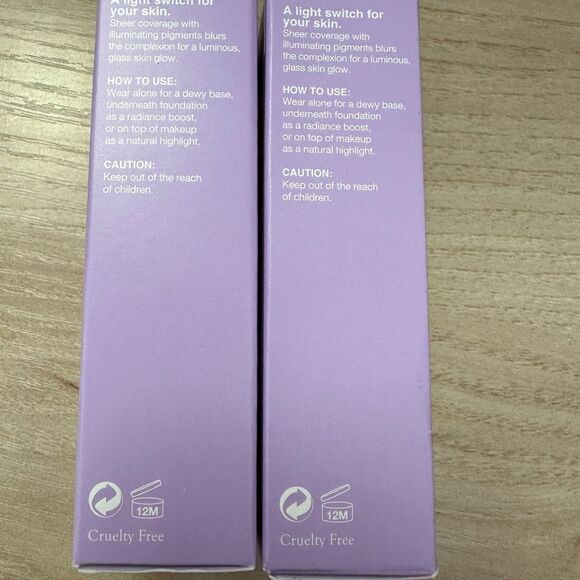 A light switch for
your skin.
Sheer coverage with
illuminating pigments blurs
the complexion for a luminous,
glass skin glow.
HOW TO USE:
Wear alone for a dewy base,
underneath foundation
as a radiance boost,
or on top of makeup
as a natural highlight.
CAUTION:
Keep out of the reach
of children.
12M
Cruelty Free
A light switch for
your skin.
Sheer coverage with
illuminating pigments blurs
the complexion for a luminous,
glass skin glow.
HOW TO USE:
Wear alone for a dewy base,
underneath foundation
as a radiance boost,
or on top of makeup
as a natural highlight.
CAUTION:
Keep out of the reach
of children.
12M
Cruelty Free